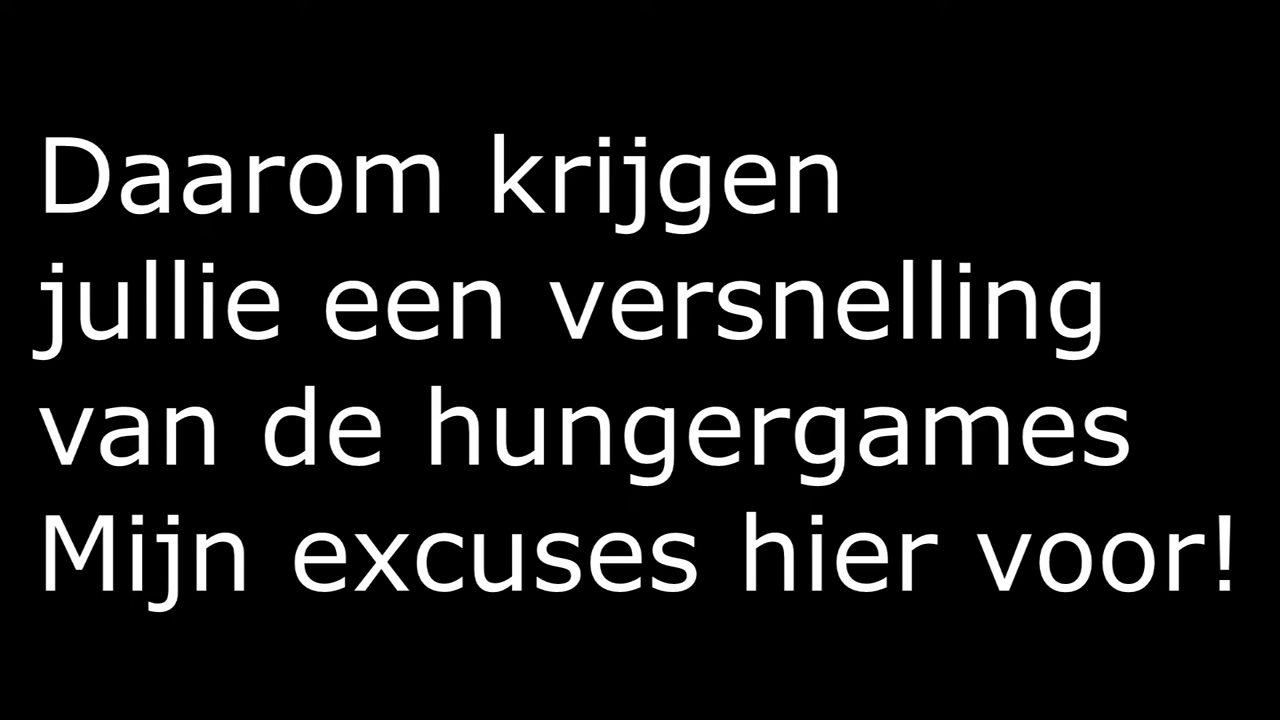 Daarom krijgen
jullie een versnelling
van de hungergames
Mijn excuses hier voor!